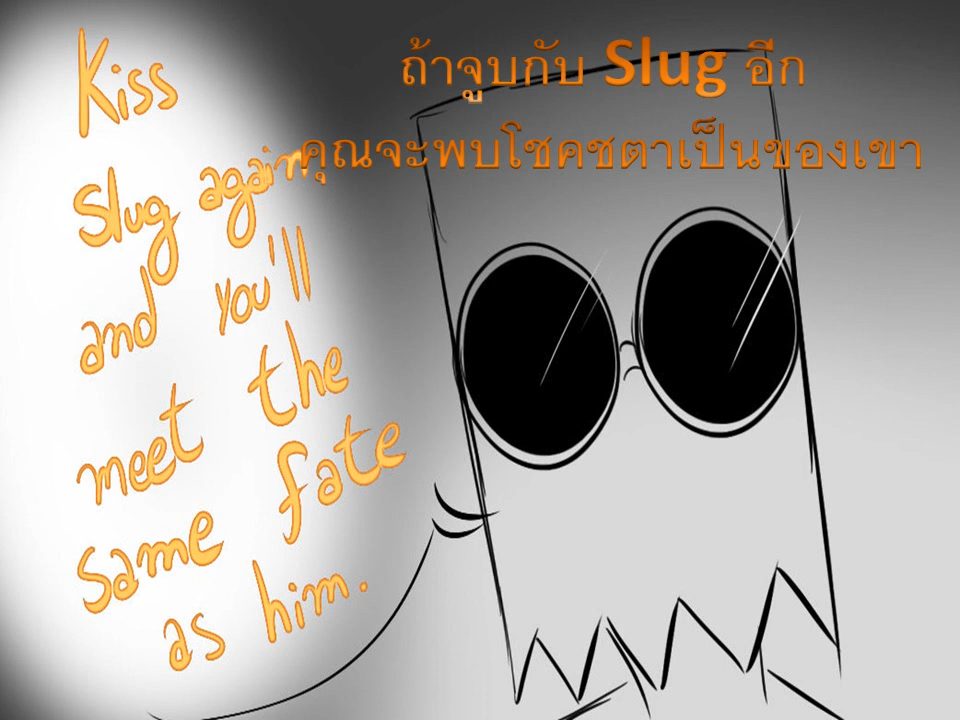 Kiss
Slug again,
and you'll
meet the
same fate
as him.
ถ้าจูบกับ Slug อีก
คุณจะพบโชคชตาเป็นของเขา